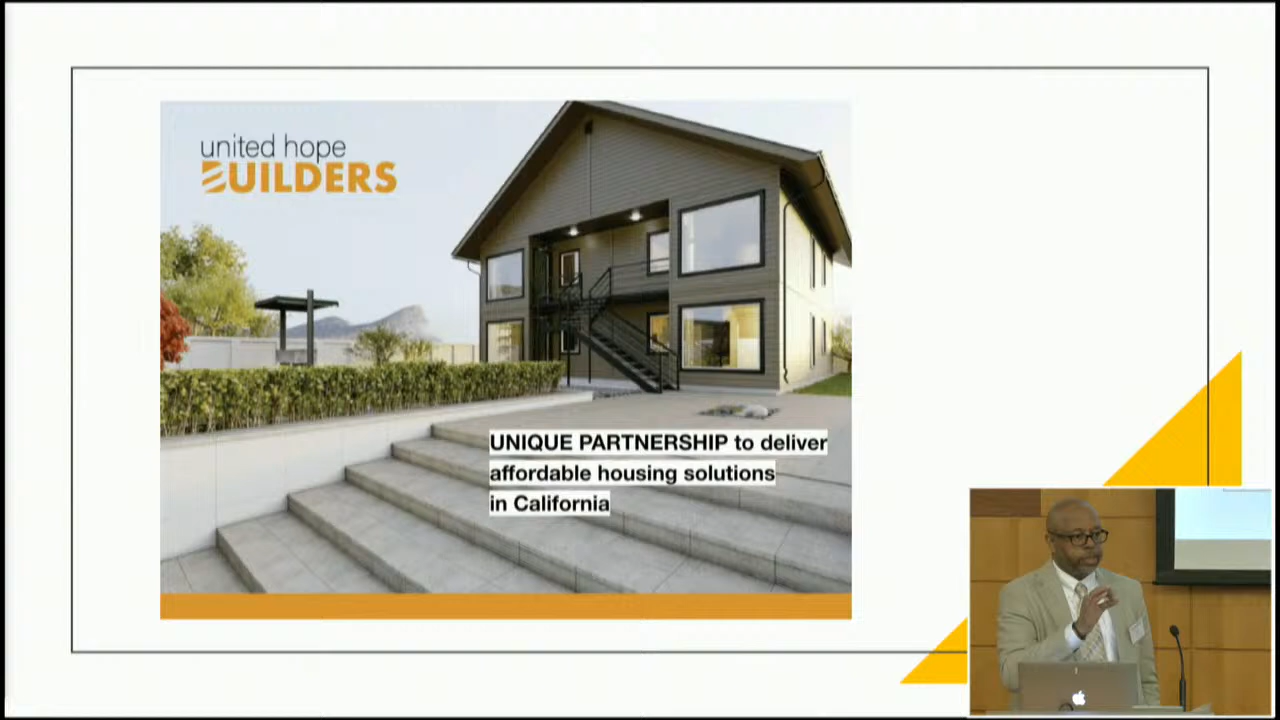 united hope
BUILDERS
UNIQUE PARTNERSHIP to deliver
affordable housing solutions
in California